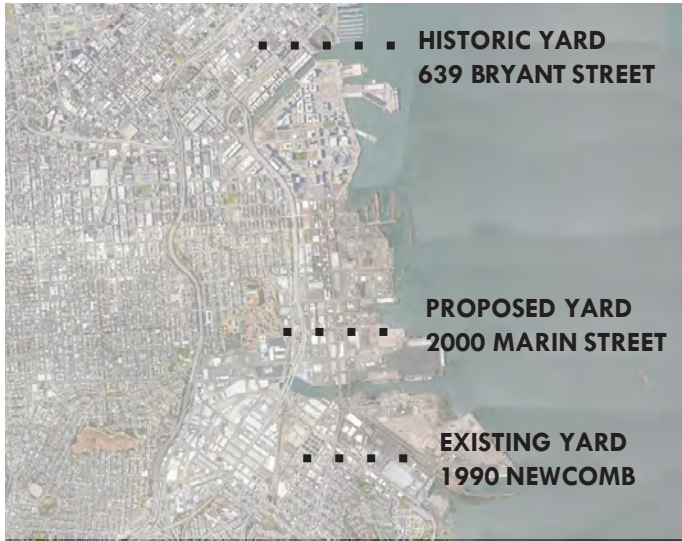 HISTORIC YARD
639 BRYANT STREET
PROPOSED YARD
2000 MARIN STREET
EXISTING YARD
1990 NEWCOMB